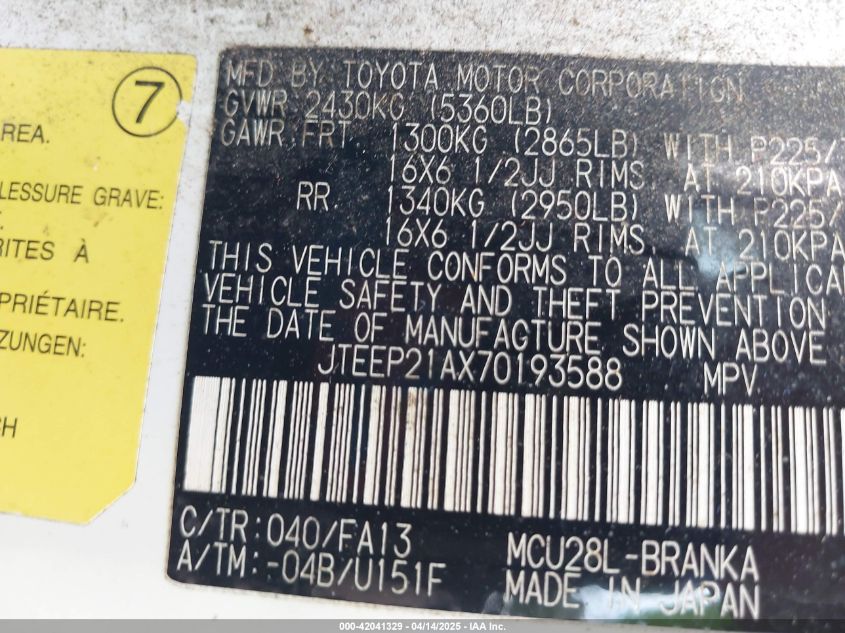 7
AREA.
LESSURE GRAVE:
RITES À
PRIÉTAIRE.
ZUNGEN:
CH
MFD BY TOYOTA MOTOR CORPORATION
GVWR 2430KG (5360LB)
GAWR FRT. 1300KG (2865LB) WITH P225/
16X6 1/2JJ RIMS AT 210KPA
RR. 1340KG (2950LB) WITH P225/
16X6 1/2JJ RIMS AT 210KPA
THIS VEHICLE CONFORMS TO ALL APPLICA
VEHICLE SAFETY AND THEFT PREVENTION
THE DATE OF MANUFACTURE SHOWN ABOVE
JTEEP21AX70193588 MPV
C/TR:040/FA13 MCU28L-BRANKA
A/TM:-04B/U151F MADE IN JAPAN
000-42041329 - 04/14/2025 - IAA Inc.